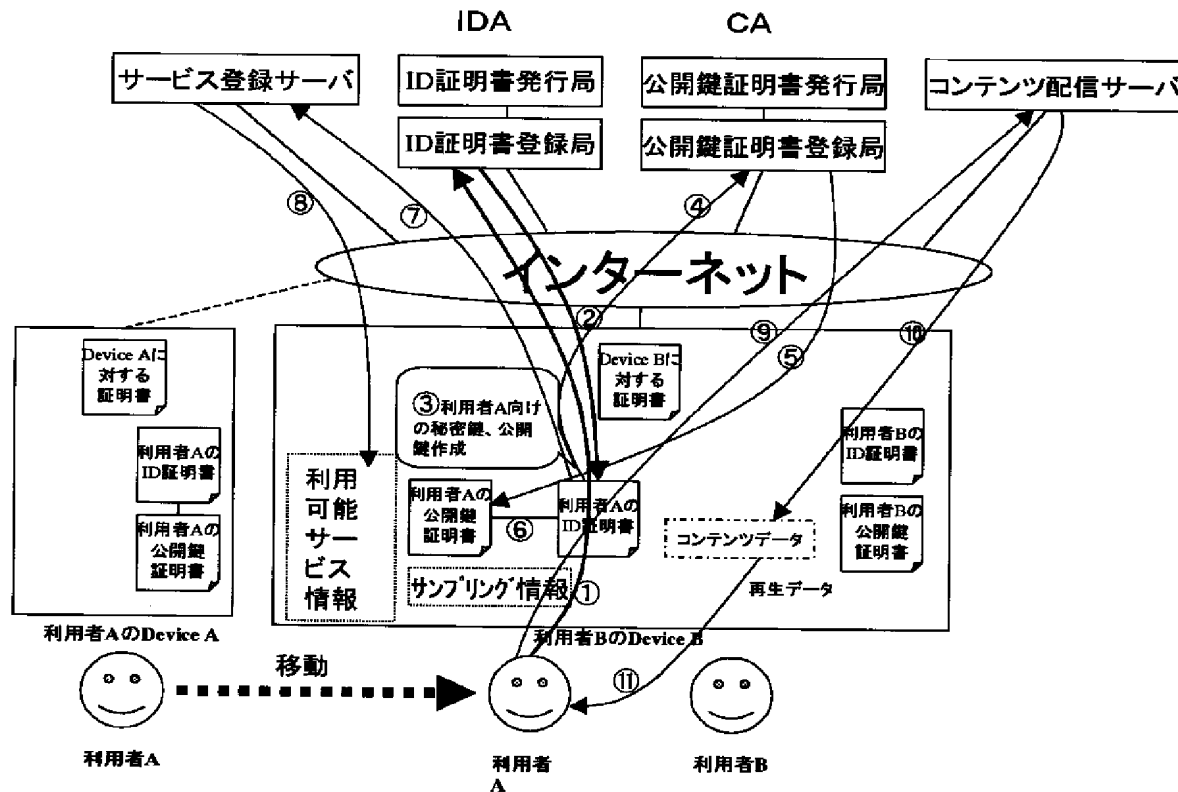 IDA
CA
サービス登録サーバ
ID証明書発行局
公開鍵証明書発行局
コンテンツ配信サーバ
ID証明書登録局
公開鍵証明書登録局
⑧
⑦
④
インターネット
②
⑨
⑩
⑤
Device Aに
対する
証明書
Device Bに
対する
証明書
③利用者A向け
の秘密鍵、公開
鍵作成
利用者Aの
ID証明書
利用者Bの
ID証明書
利用
可能
サー
ビス
情報
利用者Aの
公開鍵
証明書
⑥
利用者Aの
ID証明書
利用者Aの
公開鍵
証明書
コンテンツデータ
利用者Bの
公開鍵
証明書
サンプリング情報
①
再生データ
利用者AのDevice A
利用者BのDevice B
移動
⑪
利用者A
利用者
A
利用者B